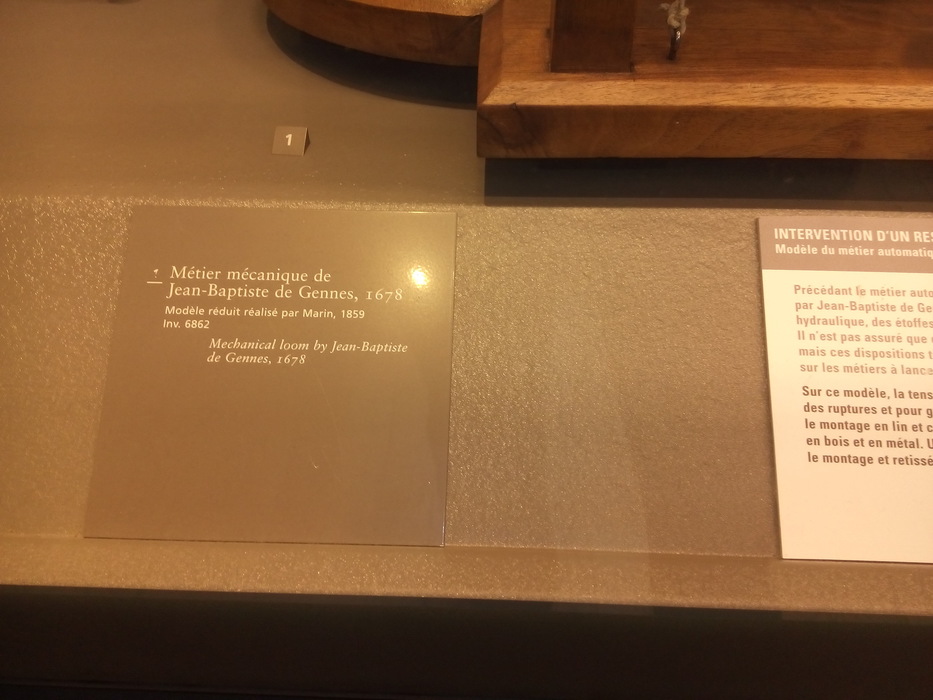 1
1 Métier mécanique de
Jean-Baptiste de Gennes, 1678
Modèle réduit réalisé par Marin, 1859
Inv. 6862
Mechanical loom by Jean-Baptiste
de Gennes, 1678
INTERVENTION D'UN RES
Modèle du métier automatiq
Précédant le métier auto
par Jean-Baptiste de Ge
hydraulique, des étoffes
Il n'est pas assuré que
mais ces dispositions t
sur les métiers à lance
Sur ce modèle, la tens
des ruptures et pour g
le montage en lin et c
en bois et en métal. U
le montage et retissé